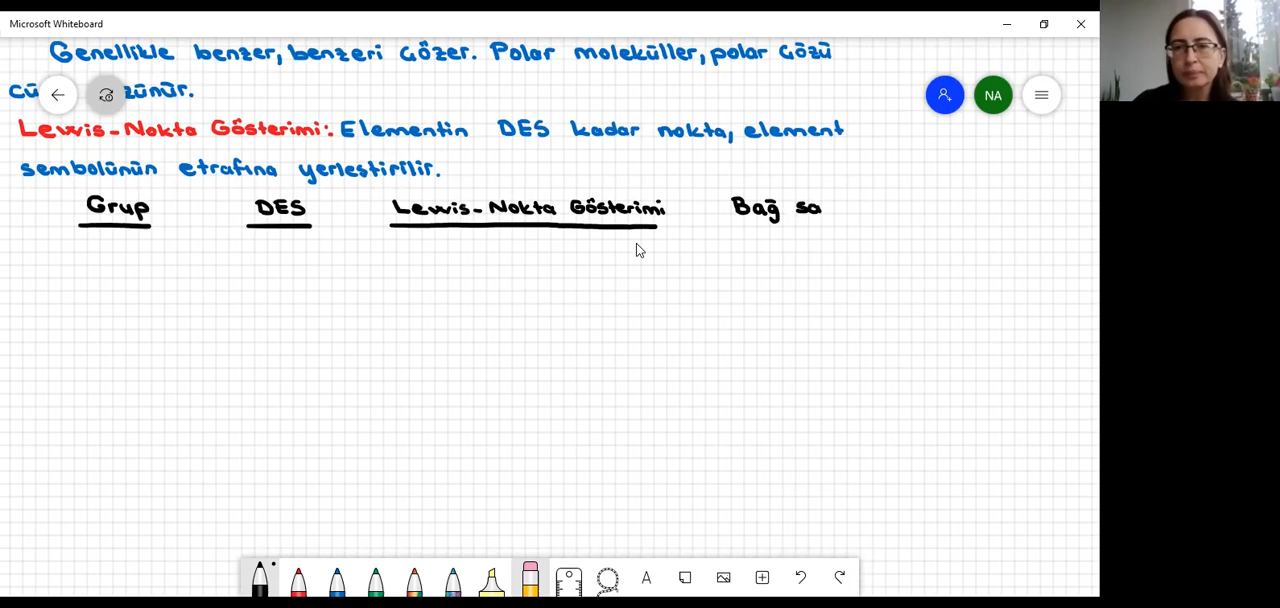 Microsoft Whiteboard
Genellikle benzer, benzeri çözer. Polar moleküller, polar çözü
zünür.
Lewis-Nokta Gösterimi: Elementin DES kadar nokta, element
sembolünün etrafına yerleştirilir.
Grup DES Lewis-Nokta Gösterimi Bağ sa
NA
A